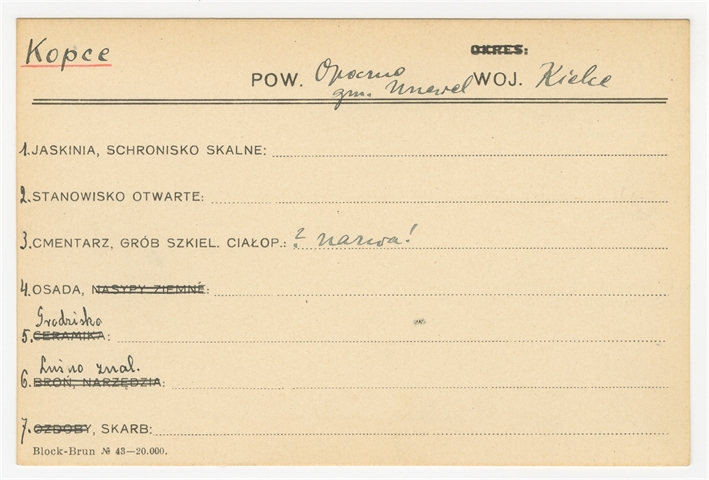 Kopce
OKRES:
POW. Opoczno WOJ. Kielce
gm. Unewel
1. JASKINIA, SCHRONISKO SKALNE:
2. STANOWISKO OTWARTE:
3. CMENTARZ, GRÓB SZKIEL. CIAŁOP.: ? nazwa!
4. OSADA, NASYPY ZIEMNE:
Grodzisko
5. CERAMIKA:
Luźno znal.
6. BROŃ, NARZĘDZIA:
7. OZDOBY, SKARB:
Block-Brun № 43—20.000.